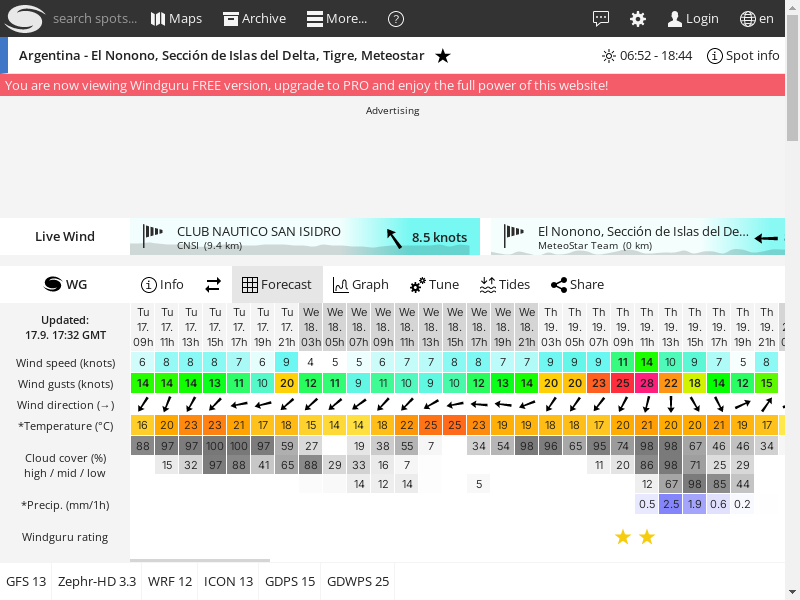 search spots... Maps Archive More... ? Login en
Argentina - El Nonono, Sección de Islas del Delta, Tigre, Meteostar ★ 06:52 - 18:44 Spot info
You are now viewing Windguru FREE version, upgrade to PRO and enjoy the full power of this website!
Advertising
Live Wind
CLUB NAUTICO SAN ISIDRO
CNSI (9.4 km)
8.5 knots
El Nonono, Sección de Islas del De...
MeteoStar Team (0 km)
WG Info Forecast Graph Tune Tides Share
Updated:
17.9. 17:32 GMT
Tu Tu Tu Tu Tu Tu Tu We We We We We We We We We We Th Th Th Th Th Th Th Th Th Th
17. 17. 17. 17. 17. 17. 17. 18. 18. 18. 18. 18. 18. 18. 18. 18. 18. 19. 19. 19. 19. 19. 19. 19. 19. 19. 19.
09h 11h 13h 15h 17h 19h 21h 03h 05h 07h 09h 11h 13h 15h 17h 19h 21h 03h 05h 07h 09h 11h 13h 15h 17h 19h 21h
Wind speed (knots) 6 8 8 8 7 6 9 4 5 5 6 7 7 8 8 7 7 9 9 9 11 14 10 9 7 5 8
Wind gusts (knots) 14 14 14 13 11 10 20 12 11 9 11 10 9 10 12 13 14 20 20 23 25 28 22 18 14 12 15
Wind direction (→)
*Temperature (°C) 16 20 23 23 21 17 18 15 14 14 18 22 25 25 23 19 19 18 18 17 20 21 20 20 21 19 17
Cloud cover (%)
high / mid / low
88 97 97 100 100 97 59 27 19 38 55 7 34 54 98 96 65 95 74 98 98 67 46 46 34
15 32 97 88 41 65 88 29 33 16 7 11 20 86 98 71 25 29
14 12 14 5 12 67 98 85 44
*Precip. (mm/1h) 0.5 2.5 1.9 0.6 0.2
Windguru rating ★ ★
GFS 13 Zephr-HD 3.3 WRF 12 ICON 13 GDPS 15 GDWPS 25